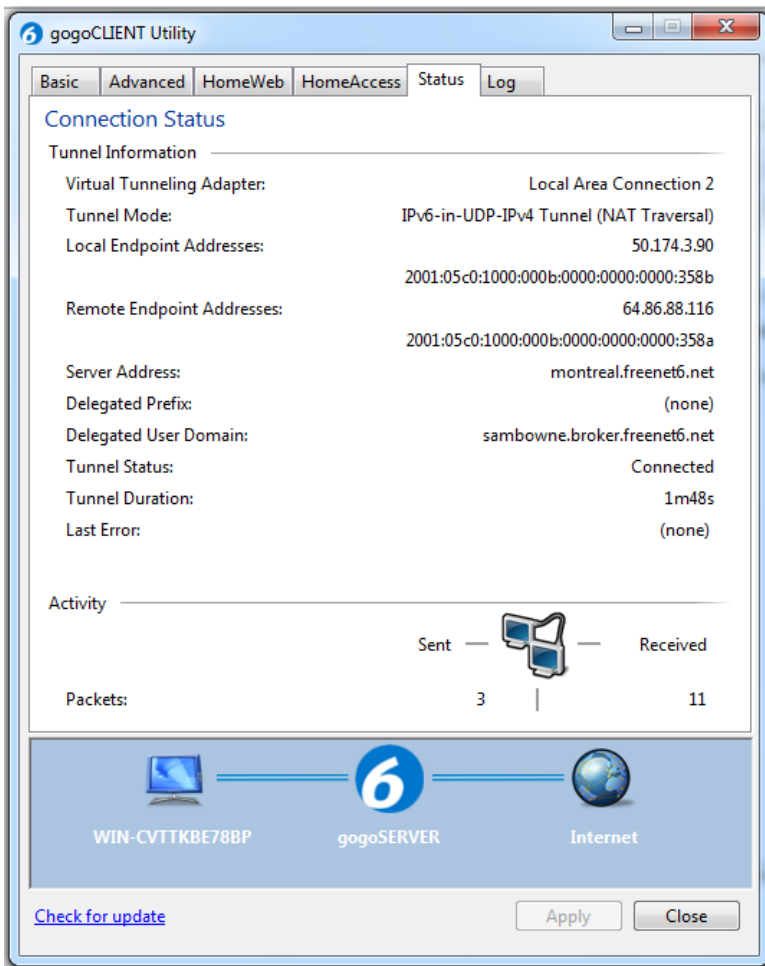 gogoCLIENT Utility
Basic Advanced HomeWeb HomeAccess Status Log
Connection Status
Tunnel Information
Virtual Tunneling Adapter: Local Area Connection 2
Tunnel Mode: IPv6-in-UDP-IPv4 Tunnel (NAT Traversal)
Local Endpoint Addresses: 50.174.3.90
2001:05c0:1000:000b:0000:0000:0000:358b
Remote Endpoint Addresses: 64.86.88.116
2001:05c0:1000:000b:0000:0000:0000:358a
Server Address: montreal.freenet6.net
Delegated Prefix: (none)
Delegated User Domain: sambowne.broker.freenet6.net
Tunnel Status: Connected
Tunnel Duration: 1m48s
Last Error: (none)
Activity
Sent Received
Packets: 3 11
6
WIN-CVTTKBE78BP gogoSERVER Internet
Check for update Apply Close